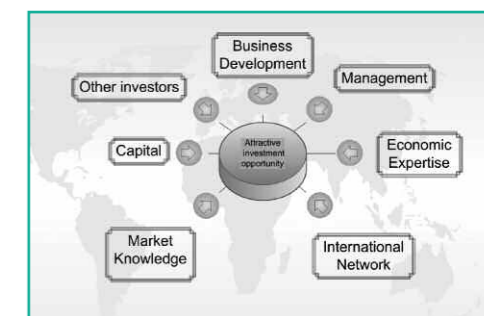 Business
Development
Other investors
Management
Capital
Attractive
investment
opportunity
Economic
Expertise
Market
Knowledge
International
Network